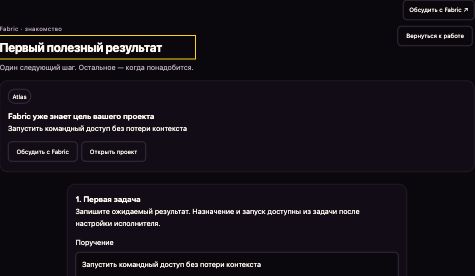 Обсудить с Fabric ↗
Fabric · знакомство
Вернуться к работе
Первый полезный результат
Один следующий шаг. Остальное — когда понадобится.
Atlas
Fabric уже знает цель вашего проекта
Запустить командный доступ без потери контекста
Обсудить с Fabric
Открыть проект
1. Первая задача
Запишите ожидаемый результат. Назначение и запуск доступны из задачи после
настройки исполнителя.
Поручение
Запустить командный доступ без потери контекста